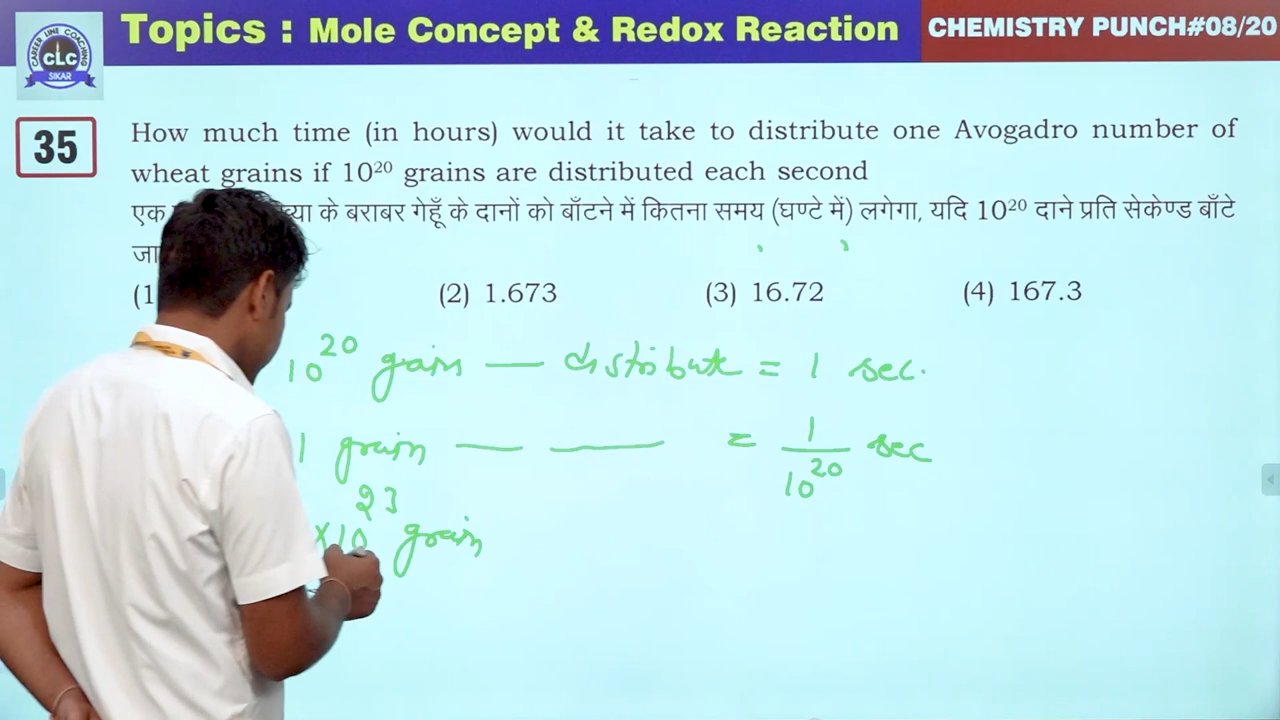 Topics : Mole Concept & Redox Reaction
CHEMISTRY PUNCH#08/20
CAREER LINE COACHING
CLC
SIKAR
35
How much time (in hours) would it take to distribute one Avogadro number of
wheat grains if 10²⁰ grains are distributed each second
एक के बराबर गेहूँ के दानों को बाँटने में कितना समय (घण्टे में) लगेगा, यदि 10²⁰ दाने प्रति सेकेण्ड बाँटे
(1
(2) 1.673
(3) 16.72
(4) 167.3
10²⁰ gain — distribute = 1 sec.
1 grain — — = 1/10²⁰ sec
×10²³ grain